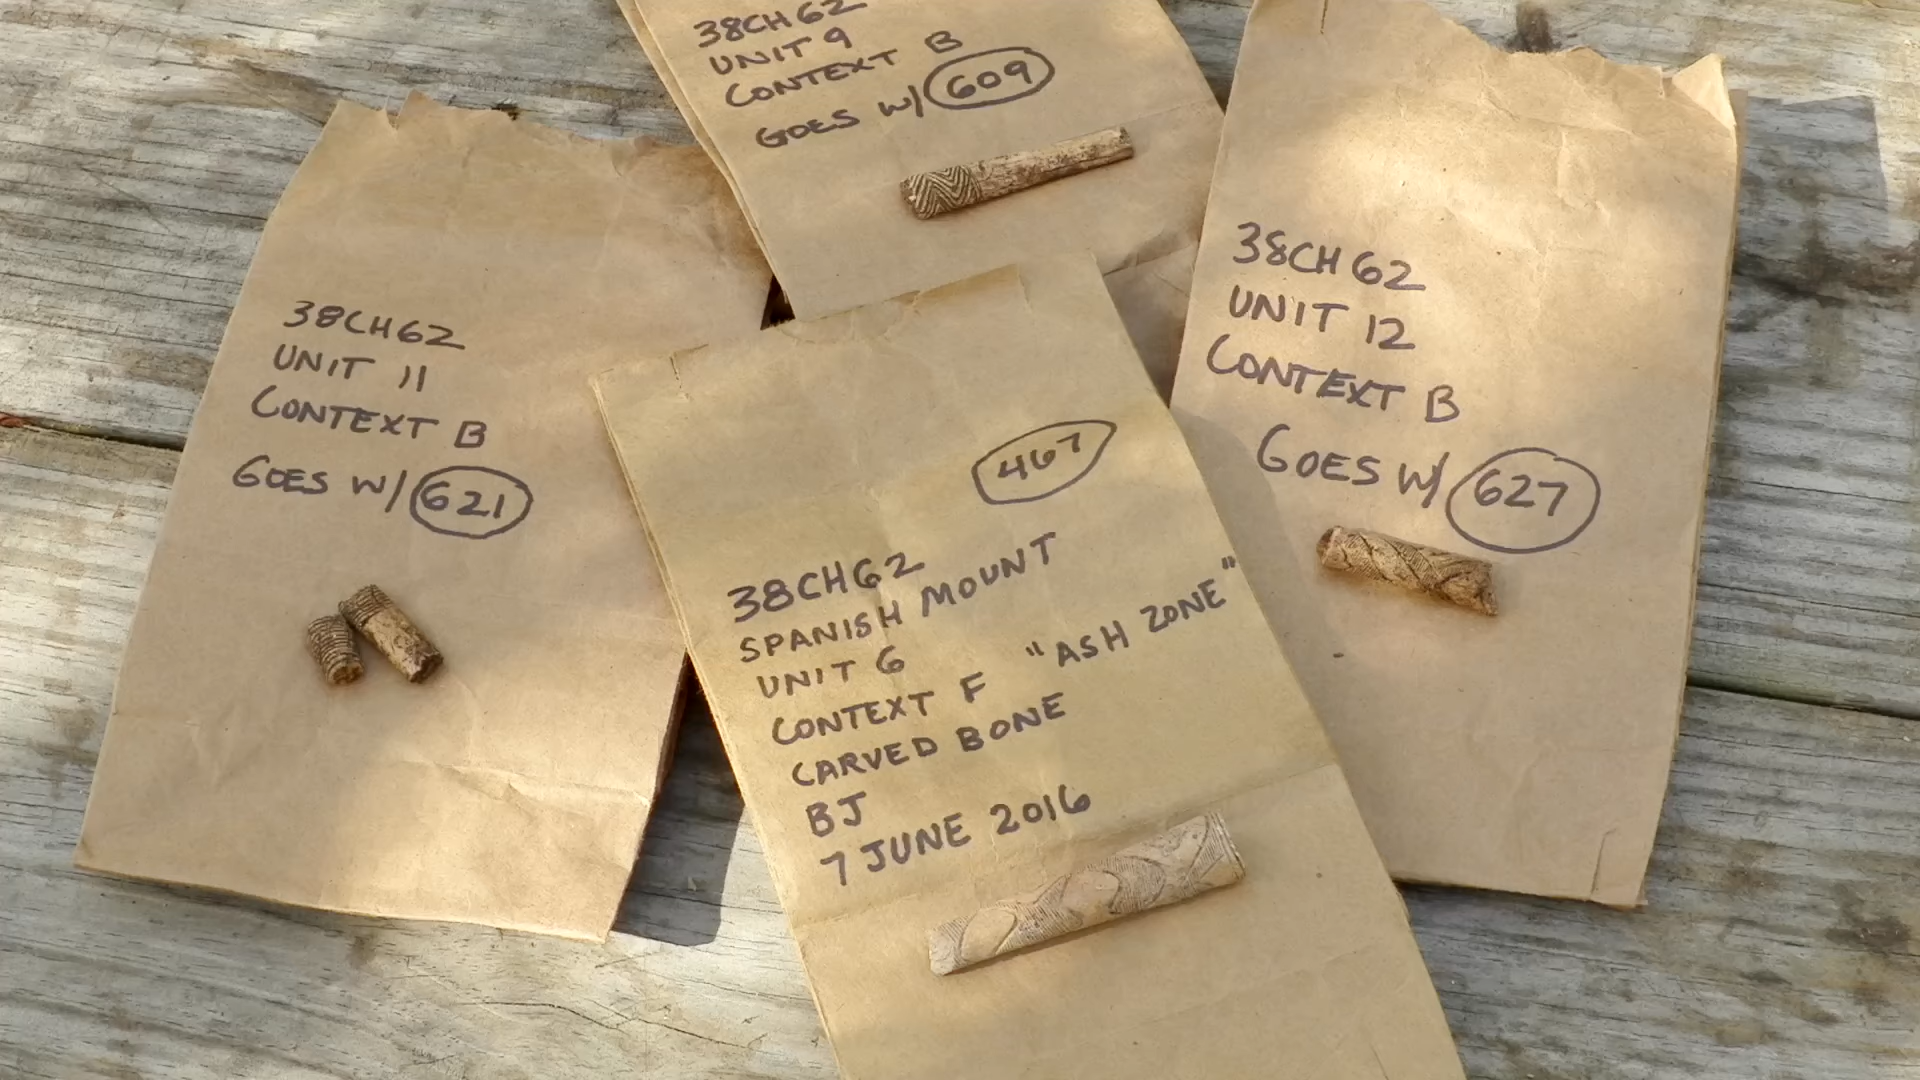 38CH62
UNIT 9
CONTEXT B
GOES W/ 609
38CH62
UNIT 11
CONTEXT B
GOES W/ 621
467
38CH62
SPANISH MOUNT
UNIT 6
CONTEXT F "ASH ZONE"
CARVED BONE
BJ
7 JUNE 2016
38CH62
UNIT 12
CONTEXT B
GOES W/ 627